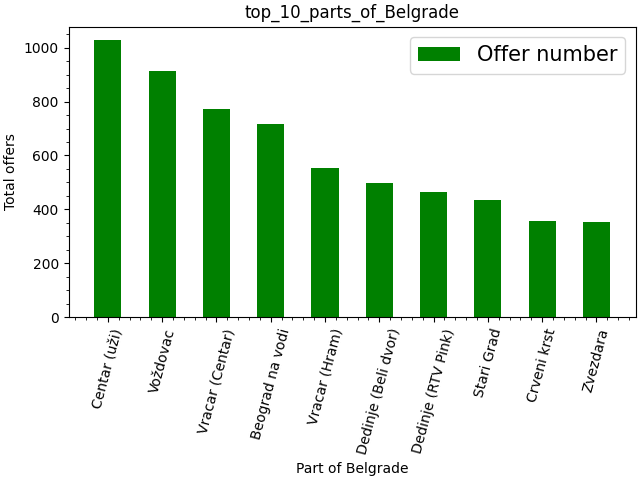 top_10_parts_of_Belgrade
Offer number
Total offers
1000
800
600
400
200
0
Centar (uži)
Voždovac
Vracar (Centar)
Beograd na vodi
Vracar (Hram)
Dedinje (Beli dvor)
Dedinje (RTV Pink)
Stari Grad
Crveni krst
Zvezdara
Part of Belgrade